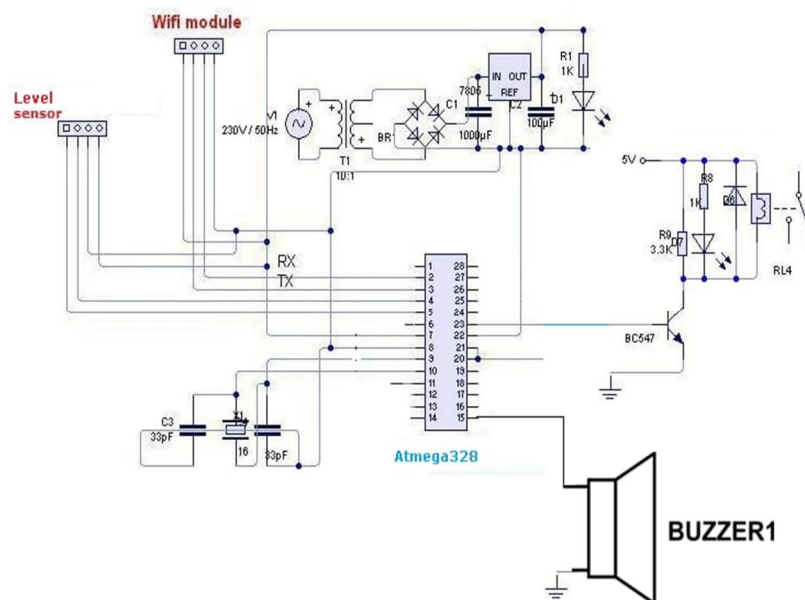 Wifi module
Level
sensor
V1
230V / 50Hz
T1
10:1
BR
C1
1000µF
7805
IN OUT
REF
C2
100µF
D1
R1
1K
5V
R8
1K
R9
3.3K
D7
D6
RL4
BC547
RX
TX
1 28
2 27
3 26
4 25
5 24
6 23
7 22
8 21
9 20
10 19
11 18
12 17
13 16
14 15
Atmega328
C3
33pF
X1
16
33pF
BUZZER1